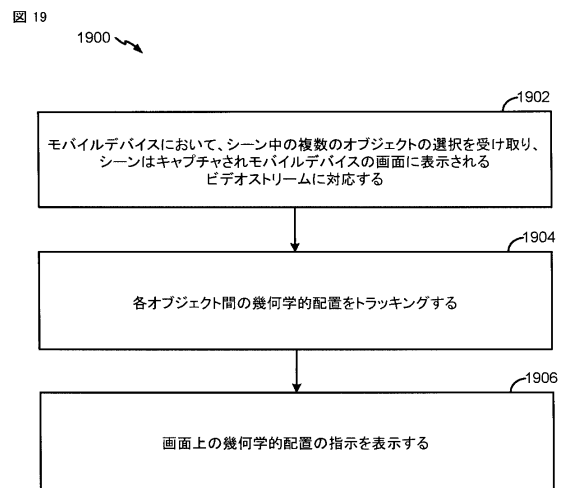 図 19
1900
1902
モバイルデバイスにおいて、シーン中の複数のオブジェクトの選択を受け取り、
シーンはキャプチャされモバイルデバイスの画面に表示される
ビデオストリームに対応する
1904
各オブジェクト間の幾何学的配置をトラッキングする
1906
画面上の幾何学的配置の指示を表示する